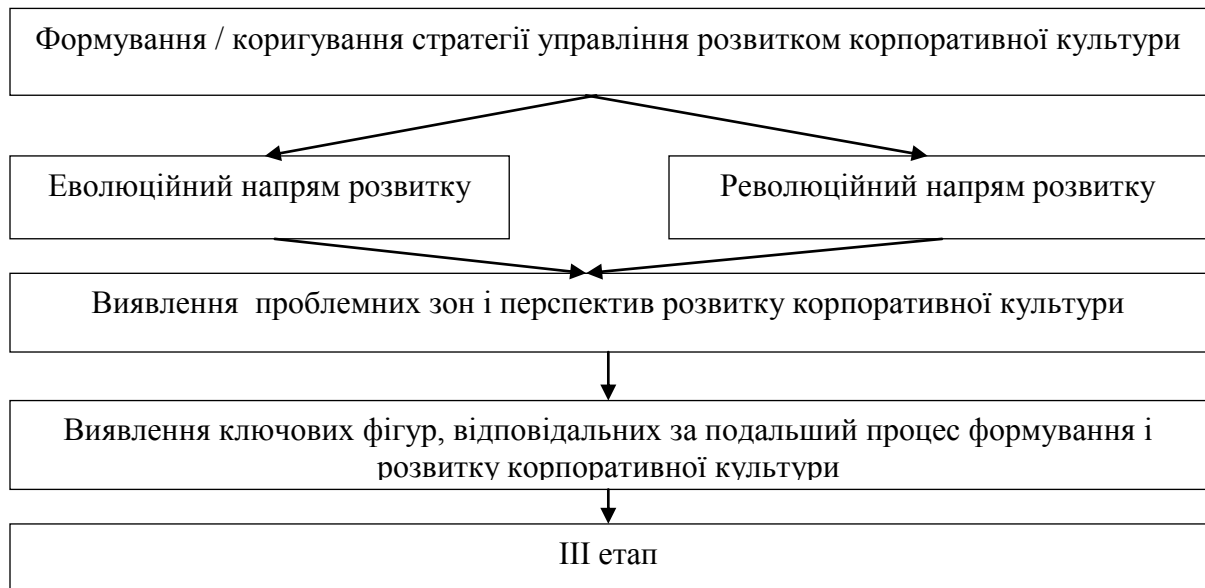 Формування / коригування стратегії управління розвитком корпоративної культури
Еволюційний напрям розвитку
Революційний напрям розвитку
Виявлення проблемних зон і перспектив розвитку корпоративної культури
Виявлення ключових фігур, відповідальних за подальший процес формування і
розвитку корпоративної культури
ІІІ етап